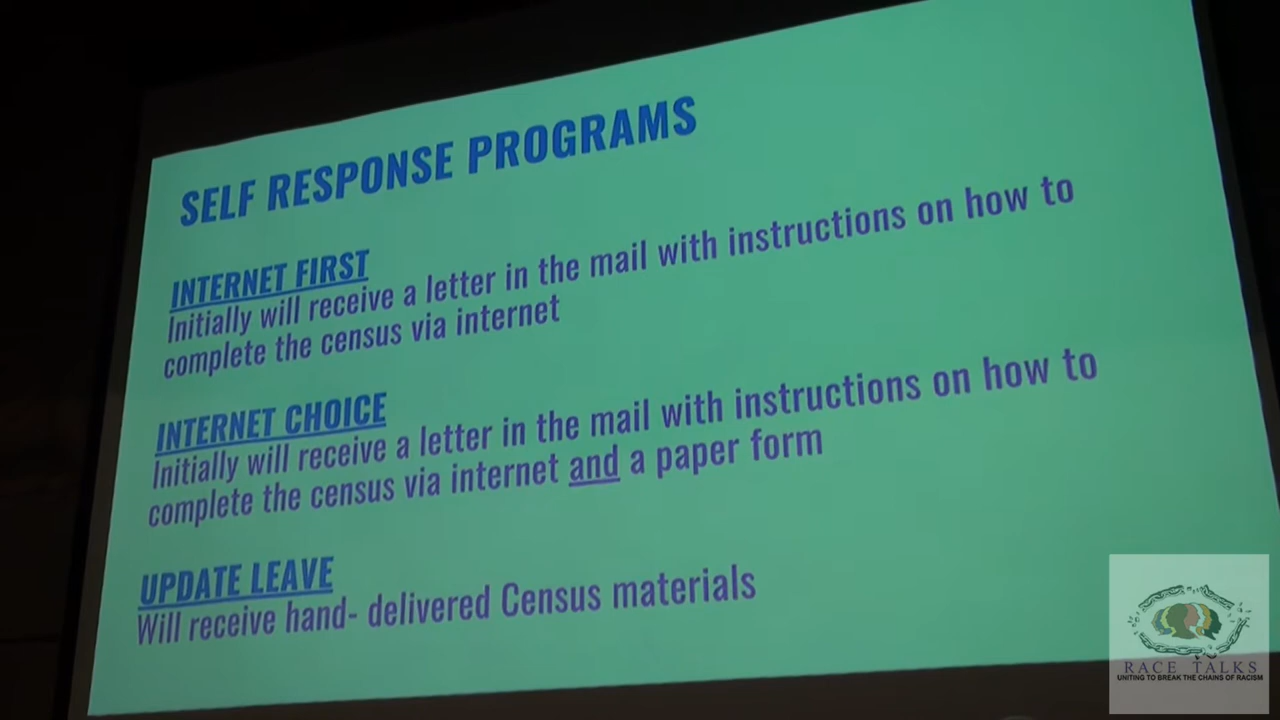 SELF RESPONSE PROGRAMS
INTERNET FIRST
Initially will receive a letter in the mail with instructions on how to
complete the census via internet
INTERNET CHOICE
Initially will receive a letter in the mail with instructions on how to
complete the census via internet and a paper form
UPDATE LEAVE
Will receive hand- delivered Census materials
RACE TALKS
UNITING TO BREAK THE CHAINS OF RACISM